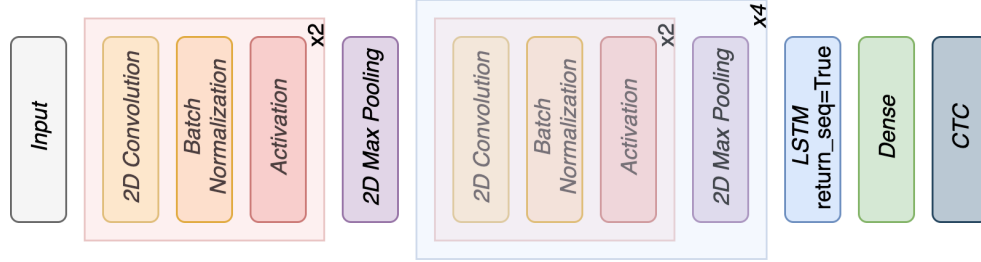 Input
2D Convolution
Batch
Normalization
Activation
x2
2D Max Pooling
2D Convolution
Batch
Normalization
Activation
x2
2D Max Pooling
x4
LSTM
return_seq=True
Dense
CTC